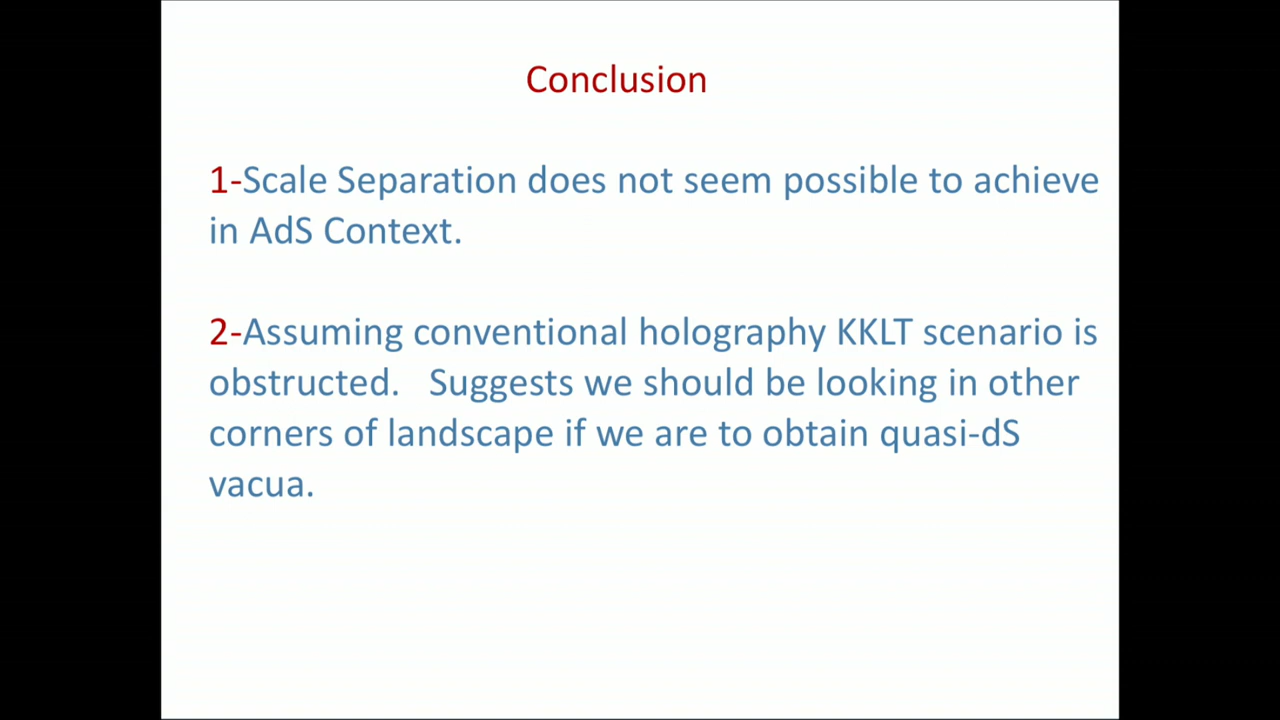 Conclusion
1-Scale Separation does not seem possible to achieve
in AdS Context.
2-Assuming conventional holography KKLT scenario is
obstructed.   Suggests we should be looking in other
corners of landscape if we are to obtain quasi-dS
vacua.